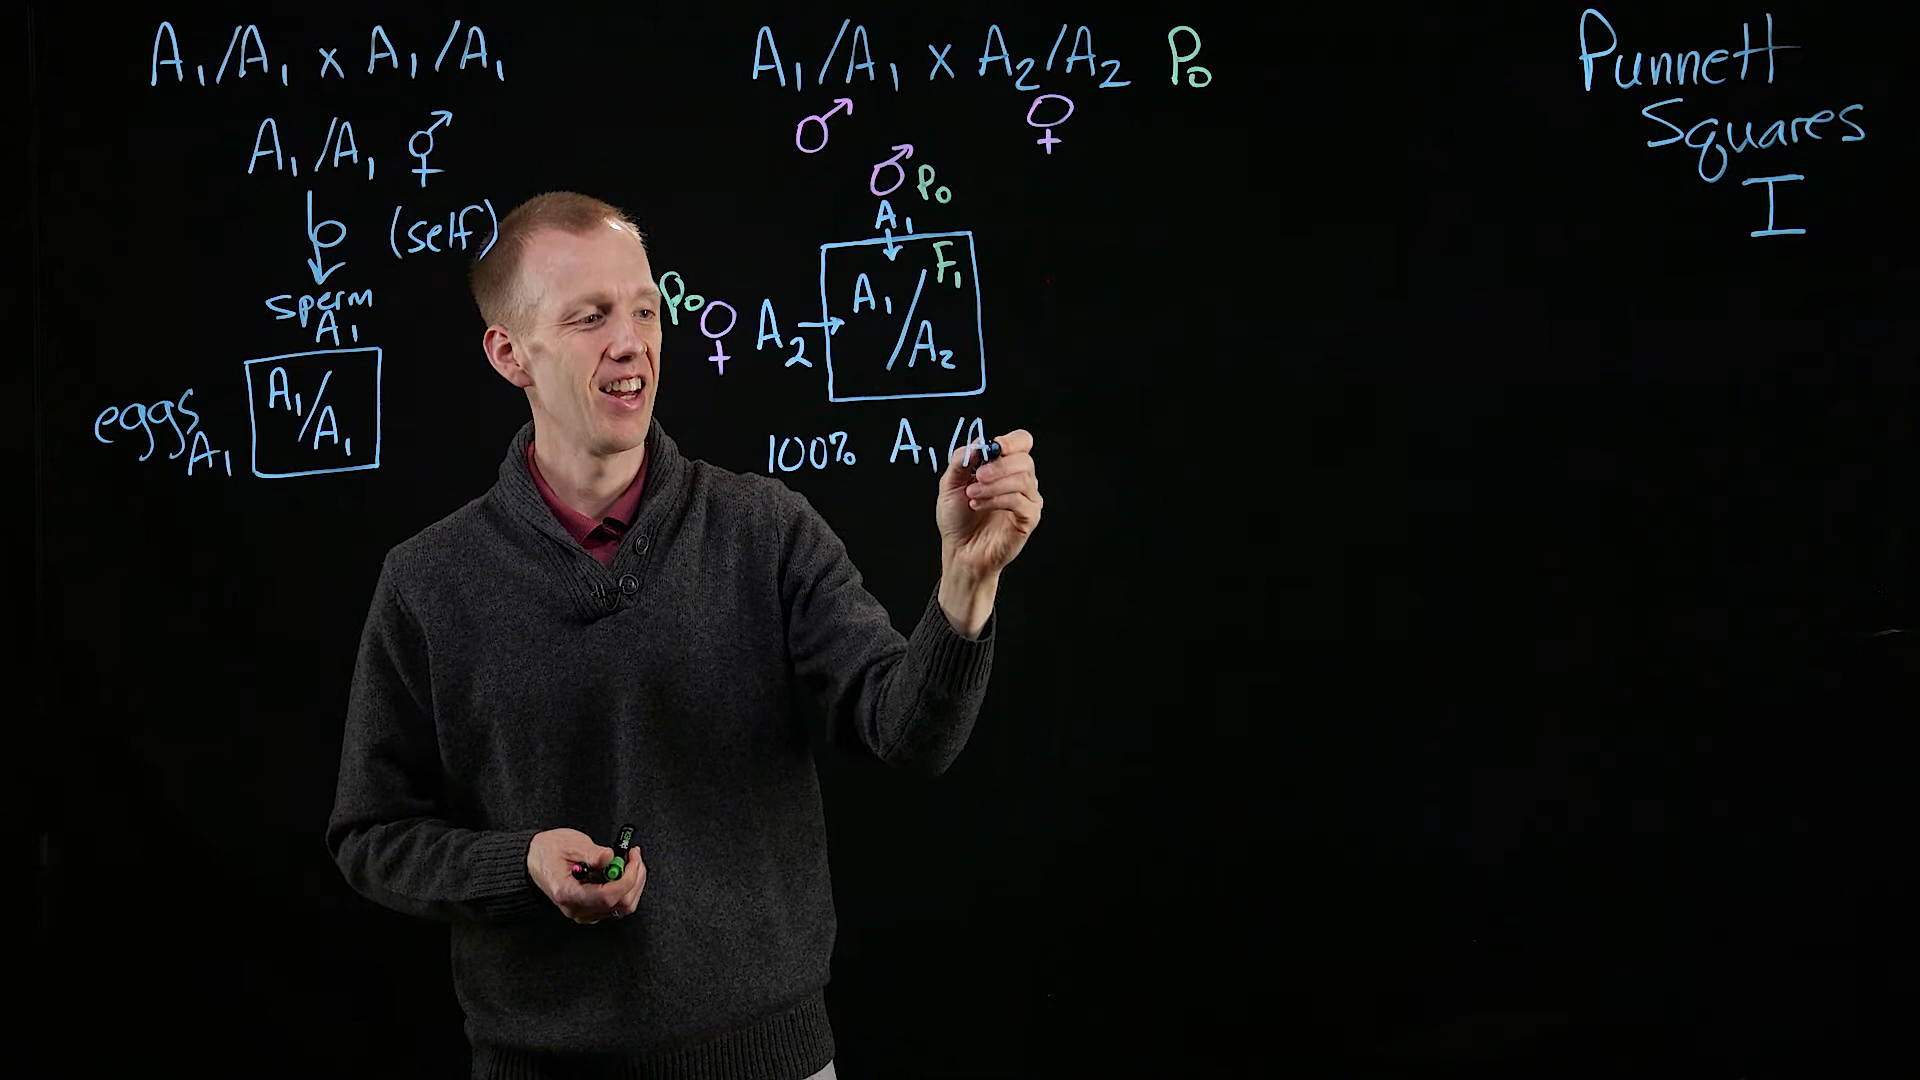 A1/A1 x A1/A1
A1/A1 ⚥
(self)
sperm
A1
eggs
A1
A1/A1
A1/A1 x A2/A2 P0
♂ ♀
♂ P0
A1
F1
P0 ♀ A2
A1/A2
100% A1/A
Punnett
Squares
I